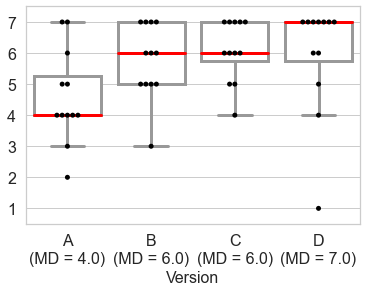 7
6
5
4
3
2
1
A B C D
(MD = 4.0) (MD = 6.0) (MD = 6.0) (MD = 7.0)
Version